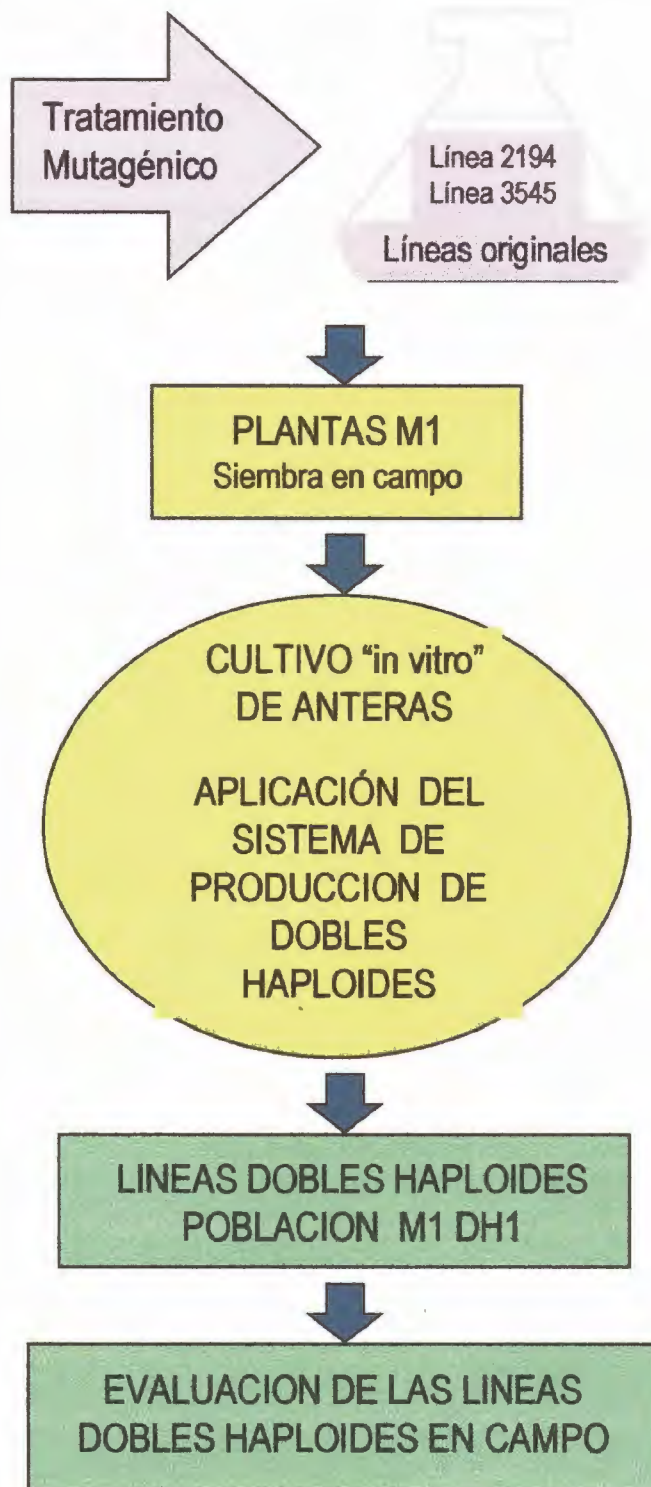 Tratamiento
Mutagénico
Línea 2194
Línea 3545
Líneas originales
PLANTAS M1
Siembra en campo
CULTIVO “in vitro”
DE ANTERAS
APLICACIÓN DEL
SISTEMA DE
PRODUCCION DE
DOBLES
HAPLOIDES
LINEAS DOBLES HAPLOIDES
POBLACION M1 DH1
EVALUACION DE LAS LINEAS
DOBLES HAPLOIDES EN CAMPO